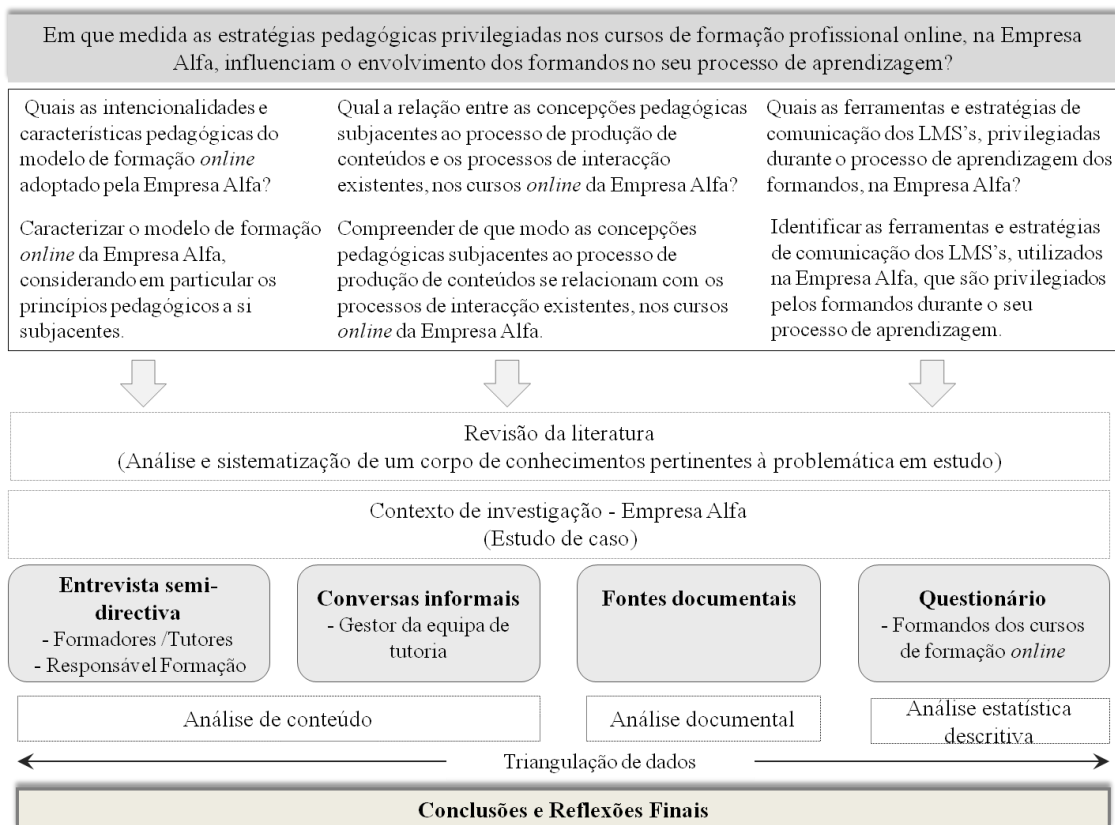 Em que medida as estratégias pedagógicas privilegiadas nos cursos de formação profissional online, na Empresa
Alfa, influenciam o envolvimento dos formandos no seu processo de aprendizagem?
Quais as intencionalidades e
características pedagógicas do
modelo de formação online
adoptado pela Empresa Alfa?
Caracterizar o modelo de formação
online da Empresa Alfa,
considerando em particular os
princípios pedagógicos a si
subjacentes.
Qual a relação entre as concepções pedagógicas
subjacentes ao processo de produção de
conteúdos e os processos de interacção
existentes, nos cursos online da Empresa Alfa?
Compreender de que modo as concepções
pedagógicas subjacentes ao processo de
produção de conteúdos se relacionam com os
processos de interacção existentes, nos cursos
online da Empresa Alfa.
Quais as ferramentas e estratégias de
comunicação dos LMS's, privilegiadas
durante o processo de aprendizagem dos
formandos, na Empresa Alfa?
Identificar as ferramentas e estratégias
de comunicação dos LMS's, utilizados
na Empresa Alfa, que são privilegiados
pelos formandos durante o seu
processo de aprendizagem.
Revisão da literatura
(Análise e sistematização de um corpo de conhecimentos pertinentes à problemática em estudo)
Contexto de investigação - Empresa Alfa
(Estudo de caso)
Entrevista semi-
directiva
- Formadores /Tutores
- Responsável Formação
Conversas informais
- Gestor da equipa de
tutoria
Fontes documentais
Questionário
- Formandos dos cursos
de formação online
Análise de conteúdo
Análise documental
Análise estatística
descritiva
Triangulação de dados
Conclusões e Reflexões Finais